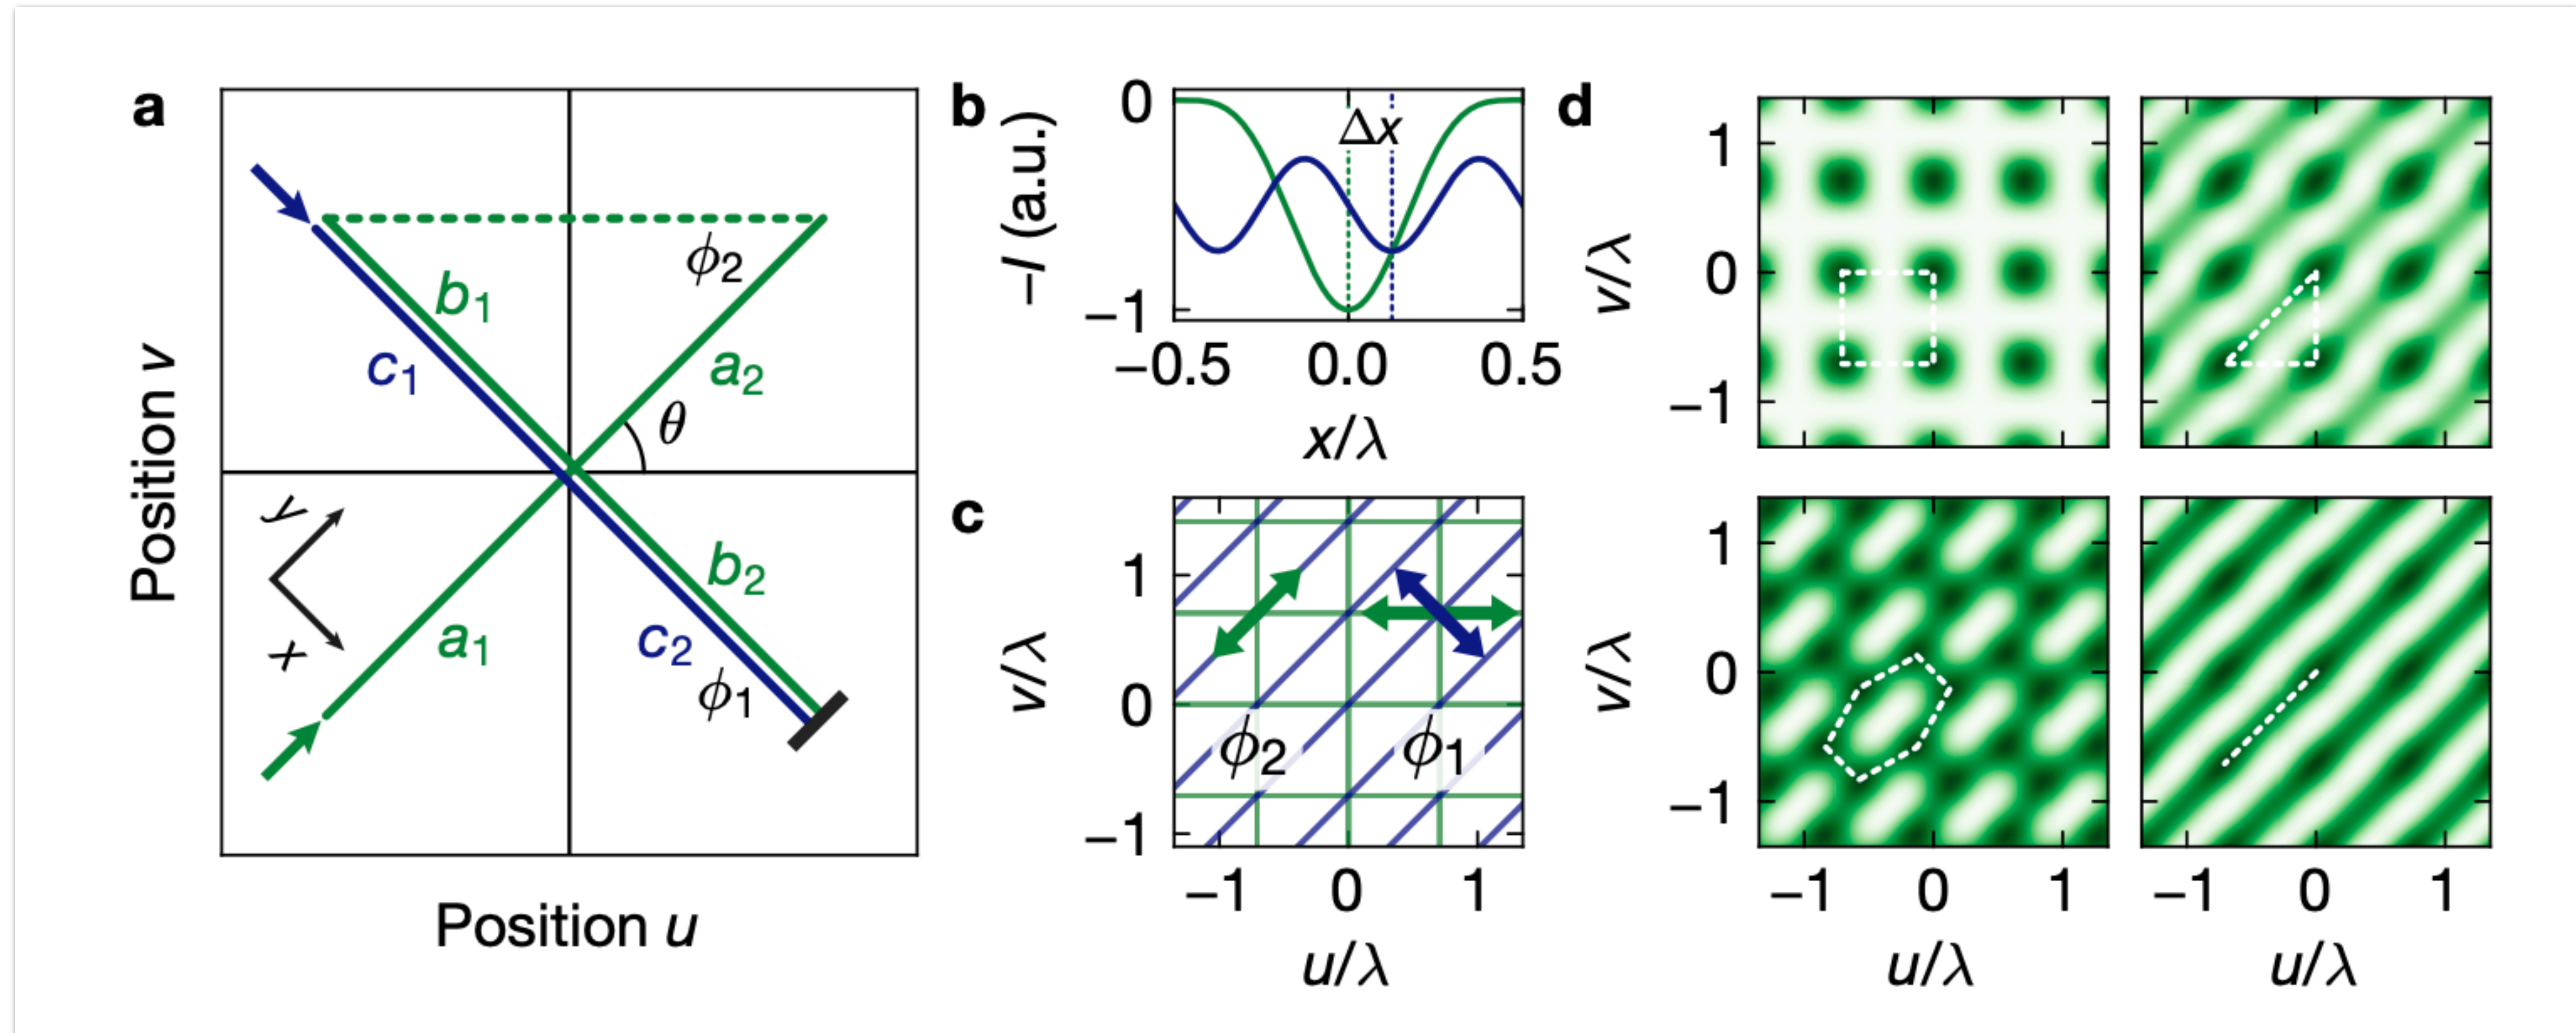 a
Position v
Position u
b1
c1
ϕ2
a2
θ
y
x
a1
b2
c2
ϕ1
b
–I (a.u.)
0
–1
Δx
–0.5
0.0
0.5
x/λ
c
v/λ
1
0
–1
ϕ2
ϕ1
–1
0
1
u/λ
d
v/λ
1
0
–1
v/λ
1
0
–1
–1
0
1
u/λ
–1
0
1
u/λ